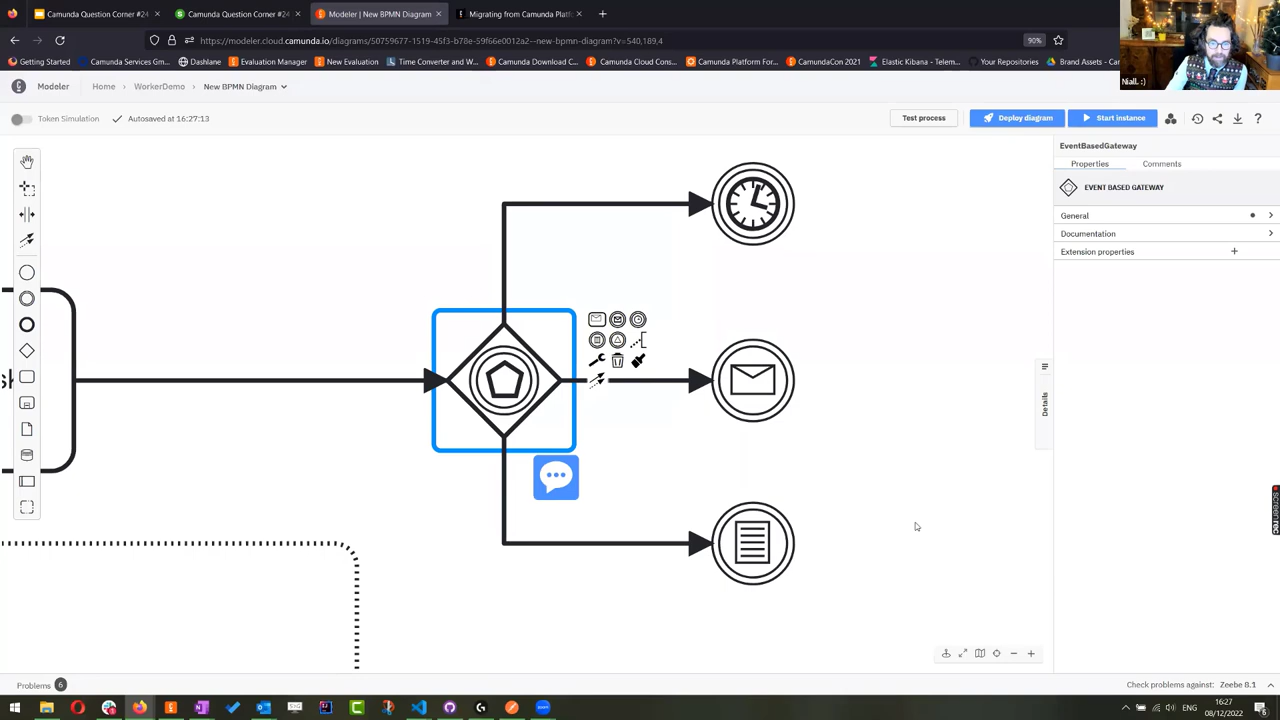 Camunda Question Corner #24
Camunda Question Corner #24
Modeler | New BPMN Diagram
Migrating from Camunda Platfo
https://modeler.cloud.camunda.io/diagrams/50759677-1519-45f3-b78e-59f66e0012a2--new-bpmn-diagram?v=540,189,4
90%
Getting Started
Camunda Services Gm...
Dashlane
Evaluation Manager
New Evaluation
Time Converter and W...
Camunda Download C...
Camunda Cloud Cons...
Camunda Platform For...
CamundaCon 2021
Elastic Kibana - Telem...
Your Repositories
Brand Assets - Cam
Niall. :)
Modeler
Home
WorkerDemo
New BPMN Diagram
Token Simulation
Autosaved at 16:27:13
Test process
Deploy diagram
Start instance
EventBasedGateway
Properties
Comments
EVENT BASED GATEWAY
General
Documentation
Extension properties
Details
screenrec
Problems 6
Check problems against: Zeebe 8.1
ENG
16:27
08/12/2022
6